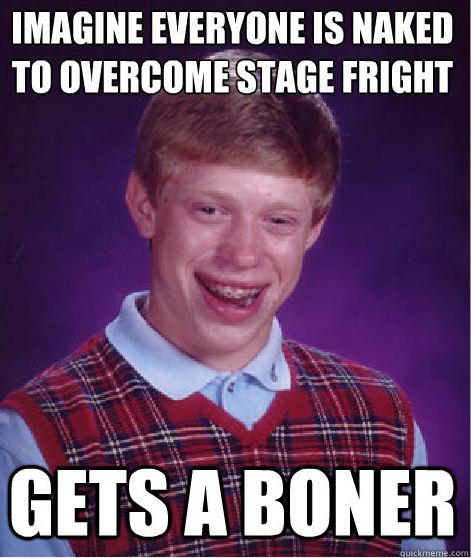 IMAGINE EVERYONE IS NAKED
TO OVERCOME STAGE FRIGHT
GETS A BONER
quickmeme.com